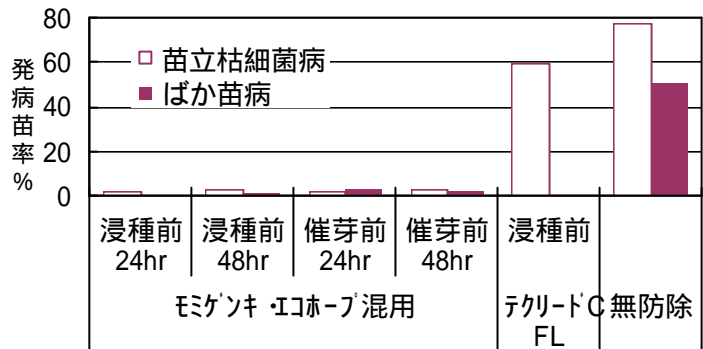 80
60
40
20
0
発病苗率%
苗立枯細菌病
ばか苗病
浸種前 浸種前 催芽前 催芽前 浸種前
24hr 48hr 24hr 48hr
ﾓﾐｹﾞﾝｷ・ｴｺﾎｰﾌﾟ混用 ﾃｸﾘｰﾄﾞC 無防除
FL